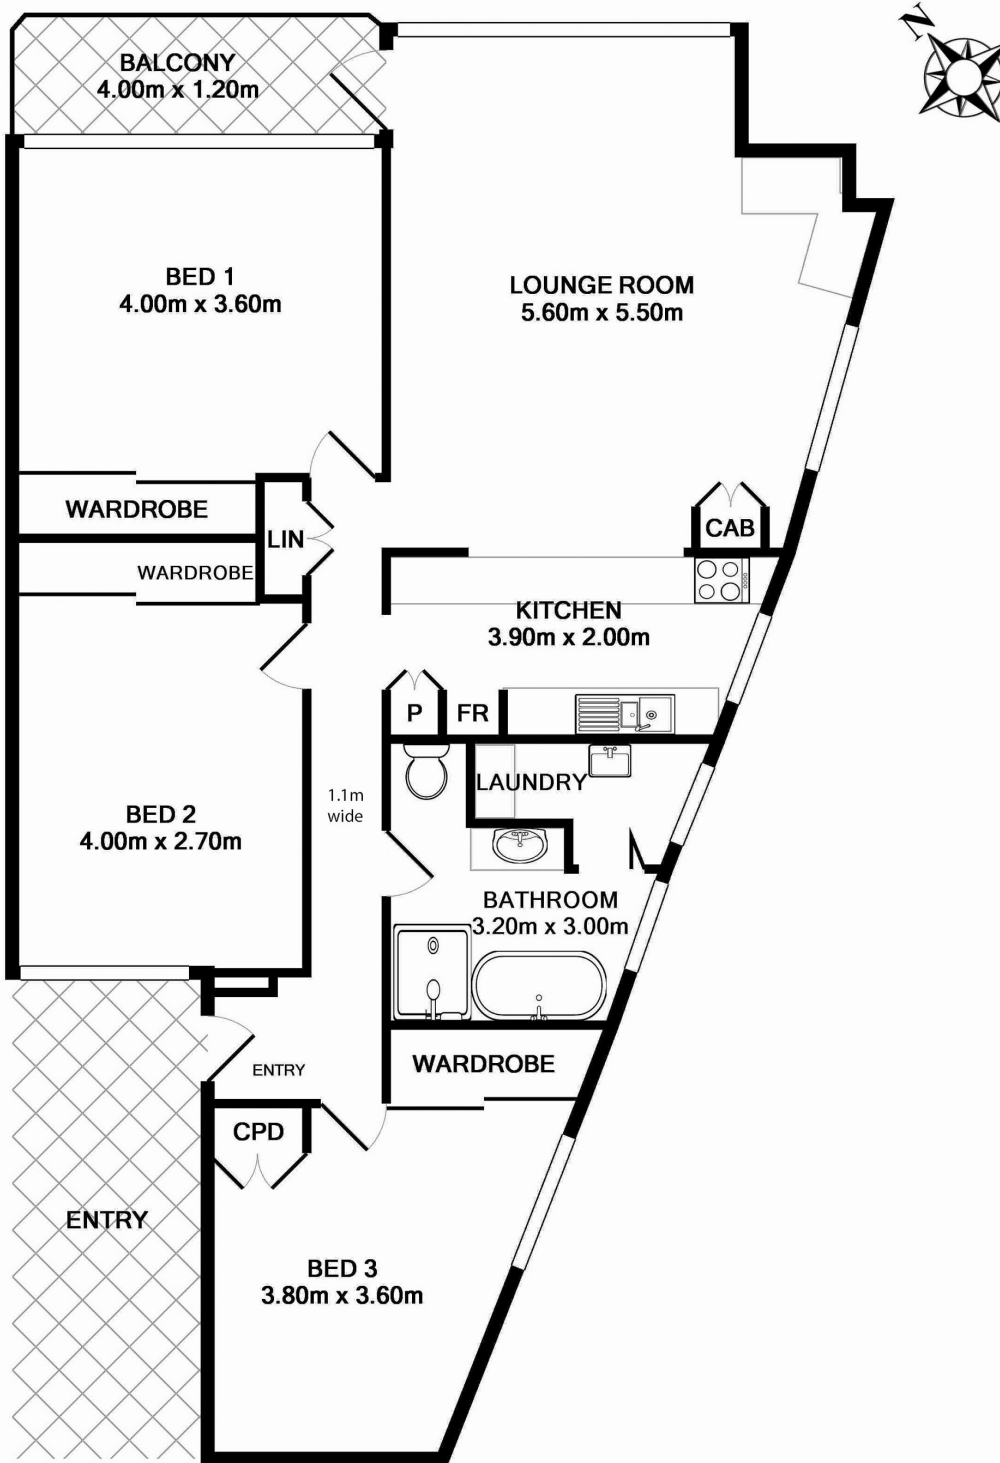 N
BALCONY
4.00m x 1.20m
BED 1
4.00m x 3.60m
LOUNGE ROOM
5.60m x 5.50m
WARDROBE
LIN
CAB
WARDROBE
KITCHEN
3.90m x 2.00m
P
FR
LAUNDRY
1.1m
wide
BED 2
4.00m x 2.70m
BATHROOM
3.20m x 3.00m
ENTRY
WARDROBE
CPD
ENTRY
BED 3
3.80m x 3.60m